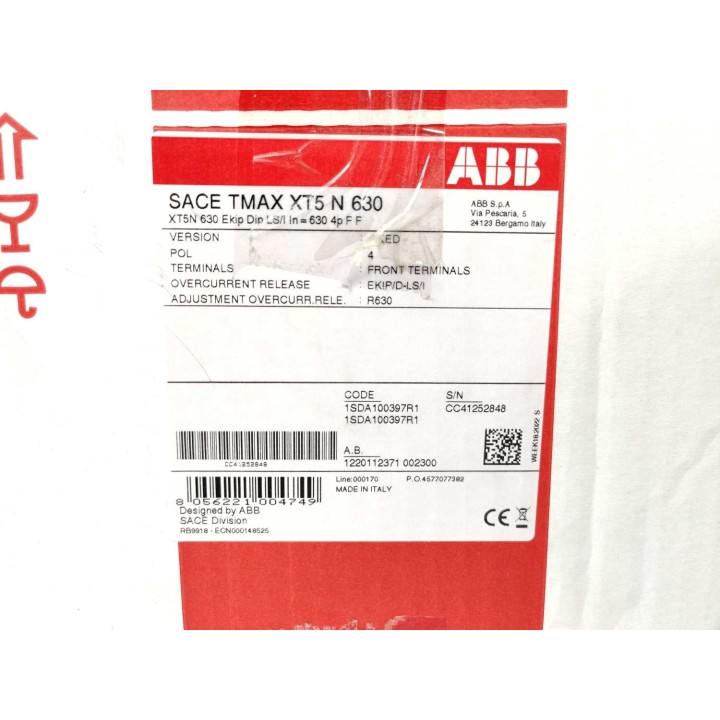 ABB
SACE TMAX XT5 N 630
XT5N 630 Ekip Dip LS/I In = 630 4p F F
ABB S.p.A
Via Pescaria, 5
24123 Bergamo Italy
VERSION
POL 4
TERMINALS : FRONT TERMINALS
OVERCURRENT RELEASE : EKIP/D-LS/I
ADJUSTMENT OVERCURR.RELE. : R630
CODE S/N
1SDA100397R1 CC41252848
1SDA100397R1
WEEK18.2022 S
A.B.
1220112371 002300
CC41252848
Line:000170 P.O.4577077382
MADE IN ITALY
8 056221 004749
Designed by ABB
SACE Division
RB9918 - ECN000148525
CE